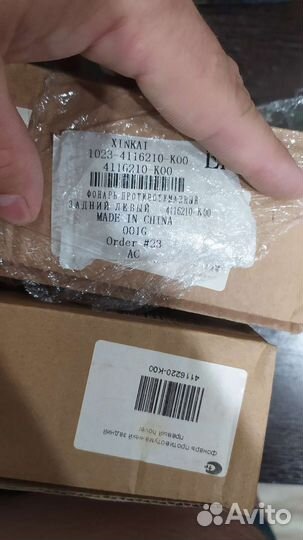 XINKAI
1023-4116210-K00
4116210-K00
ФОНАРЬ ПРОТИВОТУМАННЫЙ
ЗАДНИЙ ЛЕВЫЙ 4116210-K00
MADE IN CHINA
001G
Order #23
AC
4116220-K00
фонарь противотуманный задний
правый hover
Avito